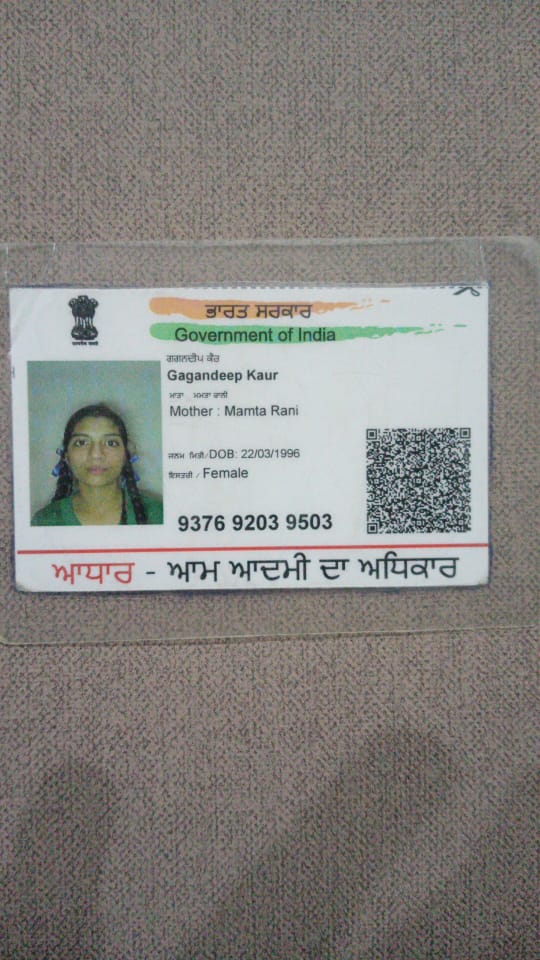 ਭਾਰਤ ਸਰਕਾਰ
Government of India
ਗਗਨਦੀਪ ਕੌਰ
Gagandeep Kaur
ਮਾਤਾ ਮਮਤਾ
Mother : Mamta Rani
ਜਨਮ ਮਿਤੀ/DOB: 22/03/1996
ਇਸਤਰੀ / Female
9376 9203 9503
ਆਧਾਰ - ਆਮ ਆਦਮੀ ਦਾ ਅਧਿਕਾਰ